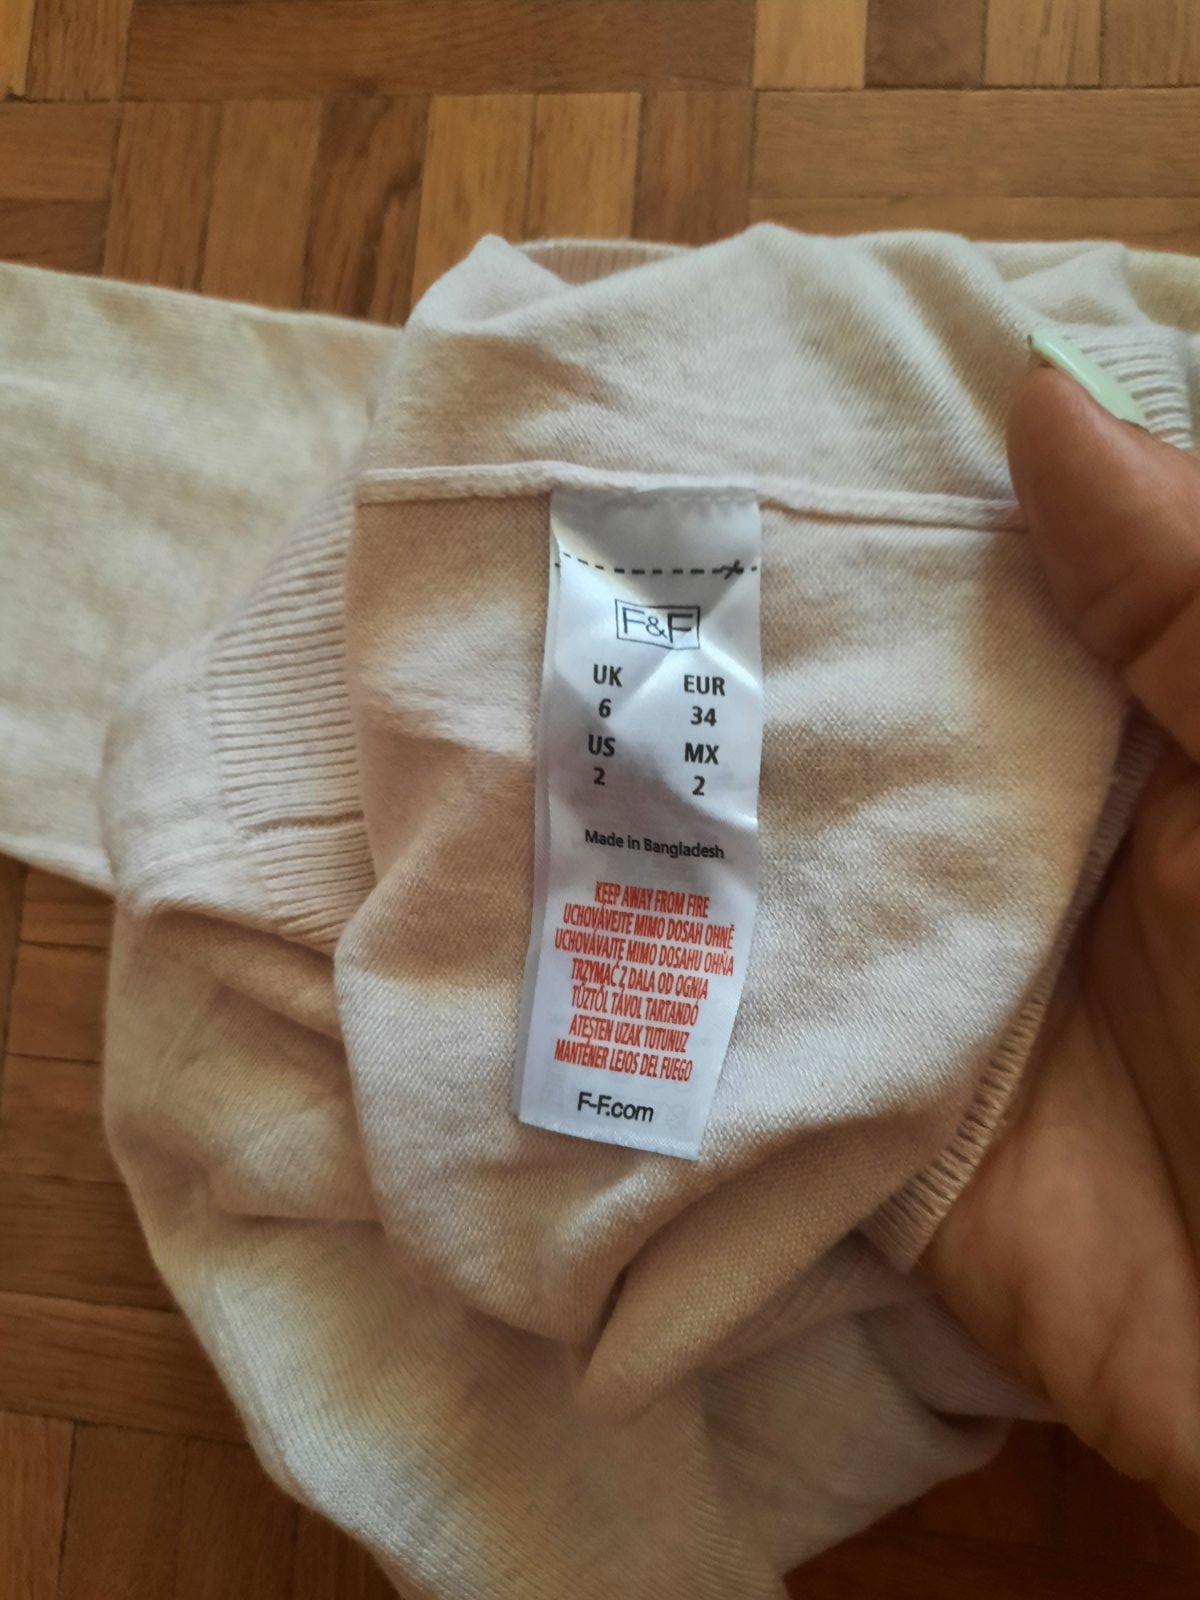 F&F
UK EUR
6 34
US MX
2 2
Made in Bangladesh
KEEP AWAY FROM FIRE
UCHOVÁVEJTE MIMO DOSAH OHNĚ
UCHOVÁVAJTE MIMO DOSAHU OHŇA
TRZYMAĆ Z DALA OD OGNIA
TŰZTŐL TÁVOL TARTANDÓ
ATEŞTEN UZAK TUTUNUZ
MANTENER LEJOS DEL FUEGO
F-F.com